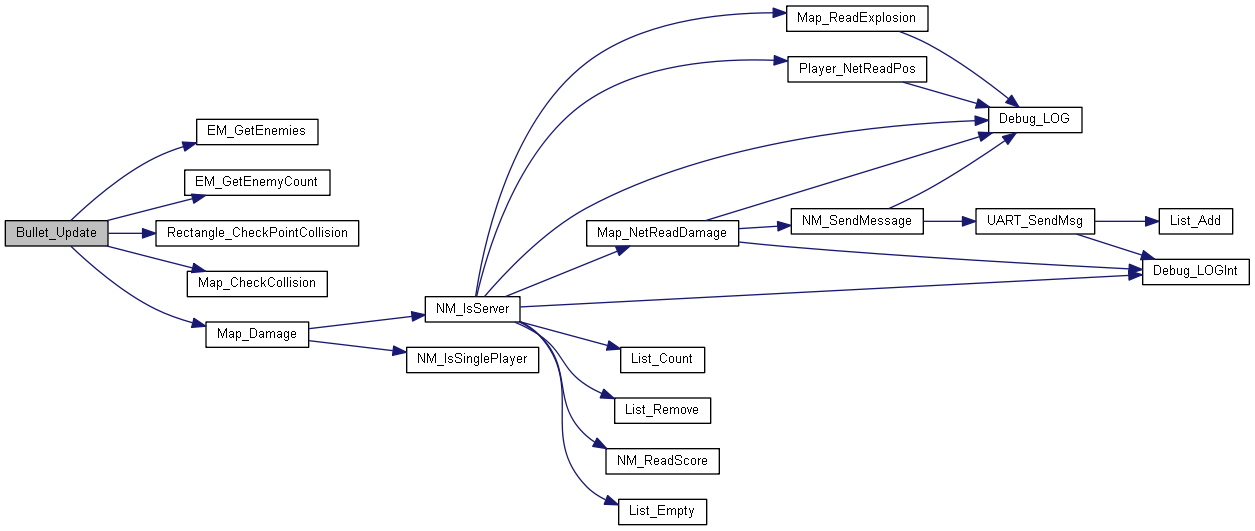 Map_ReadExplosion
Player_NetReadPos
Debug_LOG
EM_GetEnemies
EM_GetEnemyCount
Bullet_Update
Rectangle_CheckPointCollision
Map_NetReadDamage
NM_SendMessage
UART_SendMsg
List_Add
Map_CheckCollision
Debug_LOGInt
NM_IsServer
Map_Damage
NM_IsSinglePlayer
List_Count
List_Remove
NM_ReadScore
List_Empty